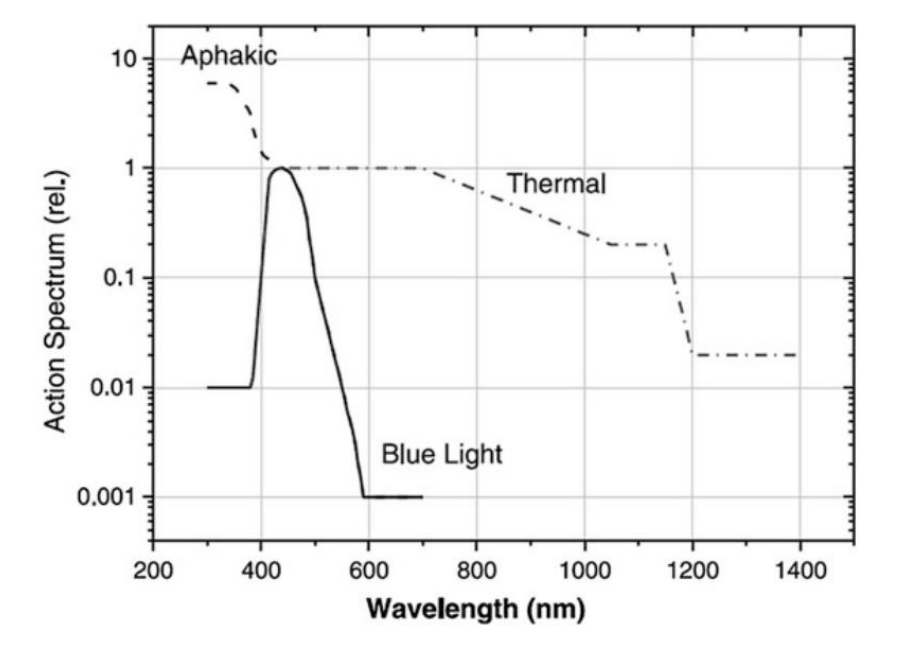 Aphakic
Thermal
Blue Light
10
1
0.1
0.01
0.001
Action Spectrum (rel.)
200 400 600 800 1000 1200 1400
Wavelength (nm)